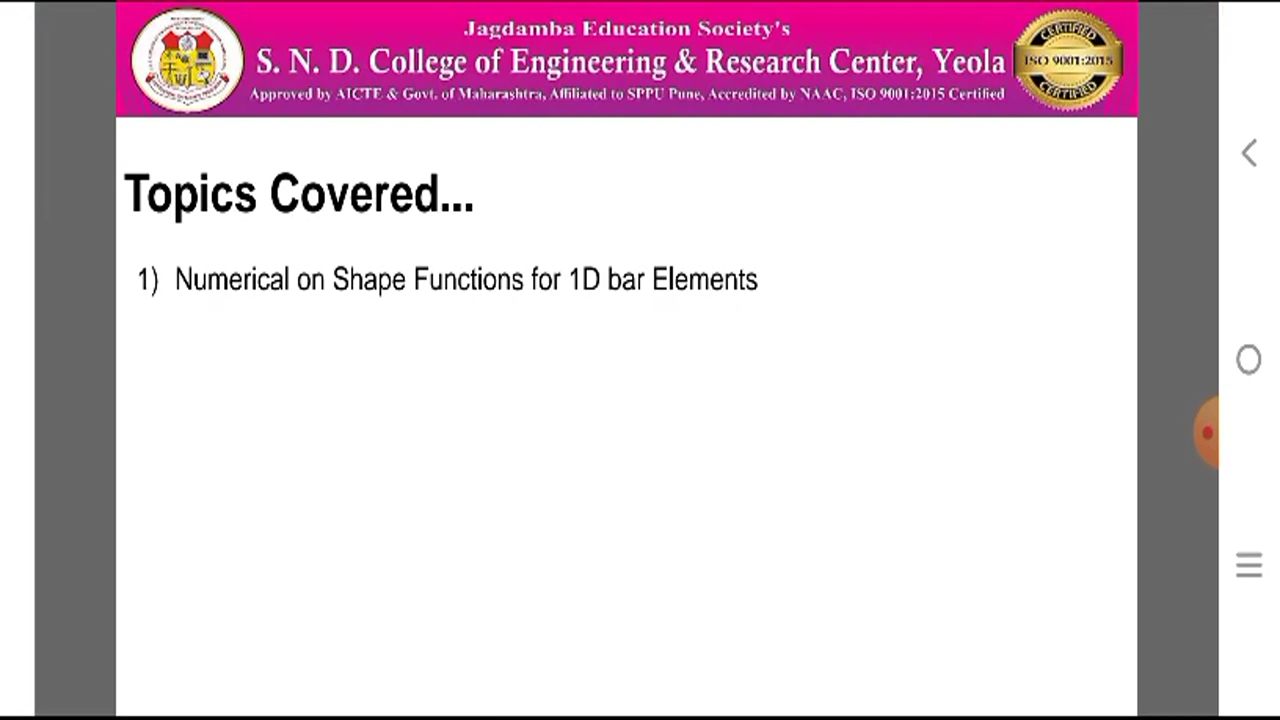 Jagdamba Education Society's
S. N. D. College of Engineering & Research Center, Yeola
Approved by AICTE & Govt. of Maharashtra, Affiliated to SPPU Pune, Accredited by NAAC, ISO 9001:2015 Certified
CERTIFIED
ISO 9001:2015
CERTIFIED
Topics Covered...
1) Numerical on Shape Functions for 1D bar Elements